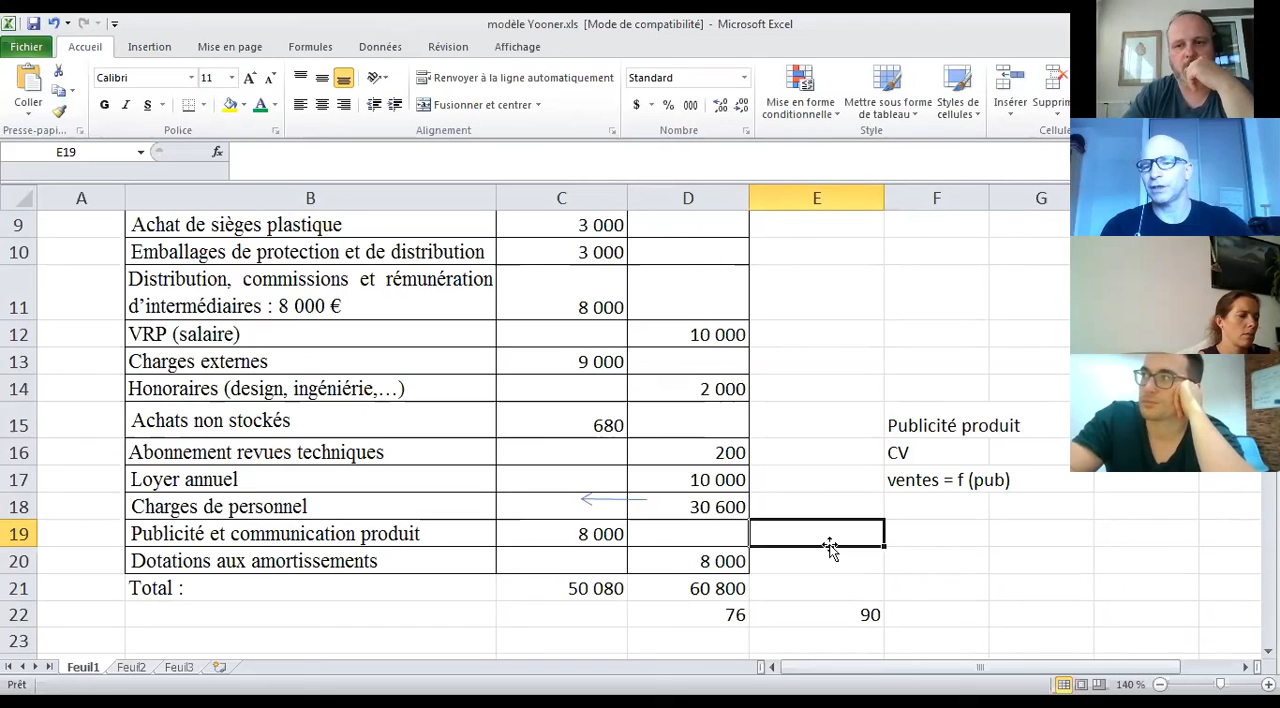 modèle Yooner.xls [Mode de compatibilité] - Microsoft Excel
Fichier Accueil Insertion Mise en page Formules Données Révision Affichage
Calibri 11 Renvoyer à la ligne automatiquement Standard
Coller G I S Fusionner et centrer $ % 000 Mise en forme conditionnelle Mettre sous forme de tableau Styles de cellules Insérer Supprim
Presse-papi... Police Alignement Nombre Style Cellule
E19 fx
A B C D E F G
9 Achat de sièges plastique 3 000
10 Emballages de protection et de distribution 3 000
Distribution, commissions et rémunération
11 d’intermédiaires : 8 000 € 8 000
12 VRP (salaire) 10 000
13 Charges externes 9 000
14 Honoraires (design, ingéniérie,…) 2 000
15 Achats non stockés 680 Publicité produit
16 Abonnement revues techniques 200 CV
17 Loyer annuel 10 000 ventes = f (pub)
18 Charges de personnel 30 600
19 Publicité et communication produit 8 000
20 Dotations aux amortissements 8 000
21 Total : 50 080 60 800
22 76 90
23
Feuil1 Feuil2 Feuil3
Prêt 140 %